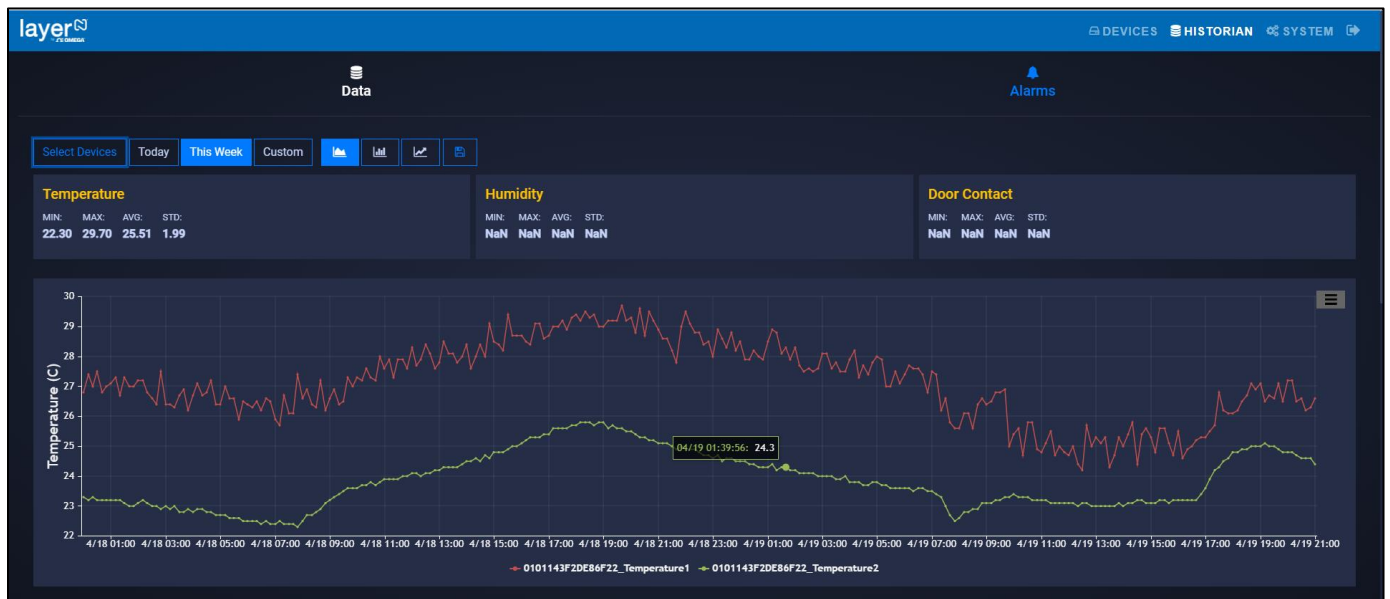 layer N
BY Ω OMEGA
DEVICES HISTORIAN SYSTEM
Data Alarms
Select Devices Today This Week Custom
Temperature Humidity Door Contact
MIN: MAX: AVG: STD: MIN: MAX: AVG: STD: MIN: MAX: AVG: STD:
22.30 29.70 25.51 1.99 NaN NaN NaN NaN NaN NaN NaN NaN
30
29
28
27
26
25
24
23
22
Temperature (C)
04/19 01:39:56: 24.3
4/18 01:00 4/18 03:00 4/18 05:00 4/18 07:00 4/18 09:00 4/18 11:00 4/18 13:00 4/18 15:00 4/18 17:00 4/18 19:00 4/18 21:00 4/18 23:00 4/19 01:00 4/19 03:00 4/19 05:00 4/19 07:00 4/19 09:00 4/19 11:00 4/19 13:00 4/19 15:00 4/19 17:00 4/19 19:00 4/19 21:00
0101143F2DE86F22_Temperature1 0101143F2DE86F22_Temperature2